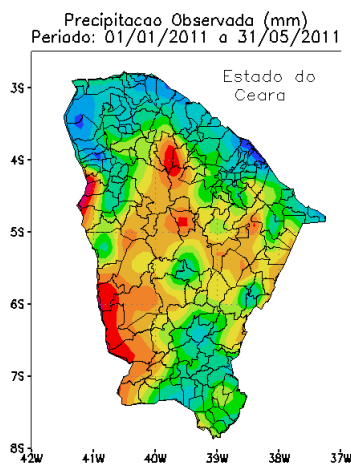 Precipitacao Observada (mm)
Periodo: 01/01/2011 a 31/05/2011
Estado do
Ceara
3S
4S
5S
6S
7S
8S
42W 41W 40W 39W 38W 37W